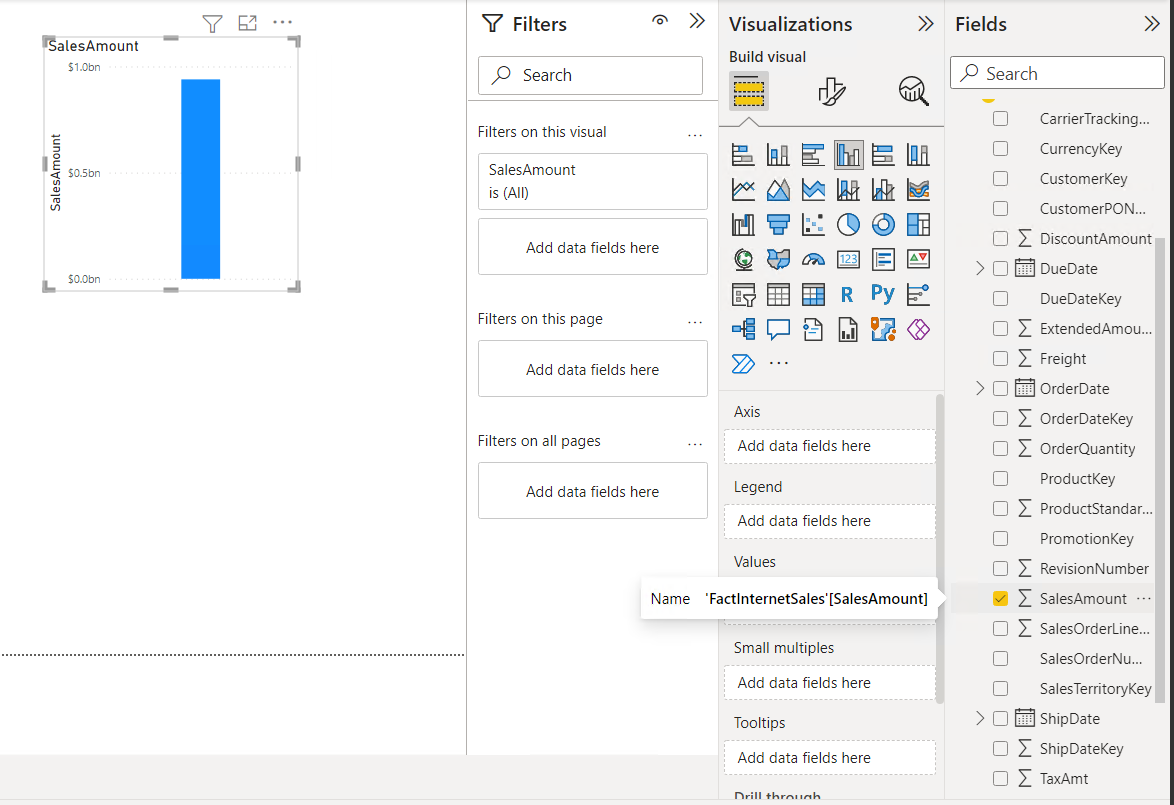 SalesAmount
$1.0bn
$0.5bn
$0.0bn
SalesAmount
Filters
Search
Filters on this visual
...
SalesAmount
is (All)
Add data fields here
Filters on this page
...
Add data fields here
Filters on all pages
...
Add data fields here
Visualizations
Build visual
123
R
Py
...
Axis
Add data fields here
Legend
Add data fields here
Values
Name 'FactInternetSales'[SalesAmount]
Small multiples
Add data fields here
Tooltips
Add data fields here
Drill through
Fields
Search
CarrierTracking...
CurrencyKey
CustomerKey
CustomerPON...
∑ DiscountAmount
DueDate
DueDateKey
∑ ExtendedAmou...
∑ Freight
OrderDate
∑ OrderDateKey
∑ OrderQuantity
ProductKey
∑ ProductStandar...
PromotionKey
∑ RevisionNumber
∑ SalesAmount ...
∑ SalesOrderLine...
SalesOrderNu...
SalesTerritoryKey
ShipDate
∑ ShipDateKey
∑ TaxAmt